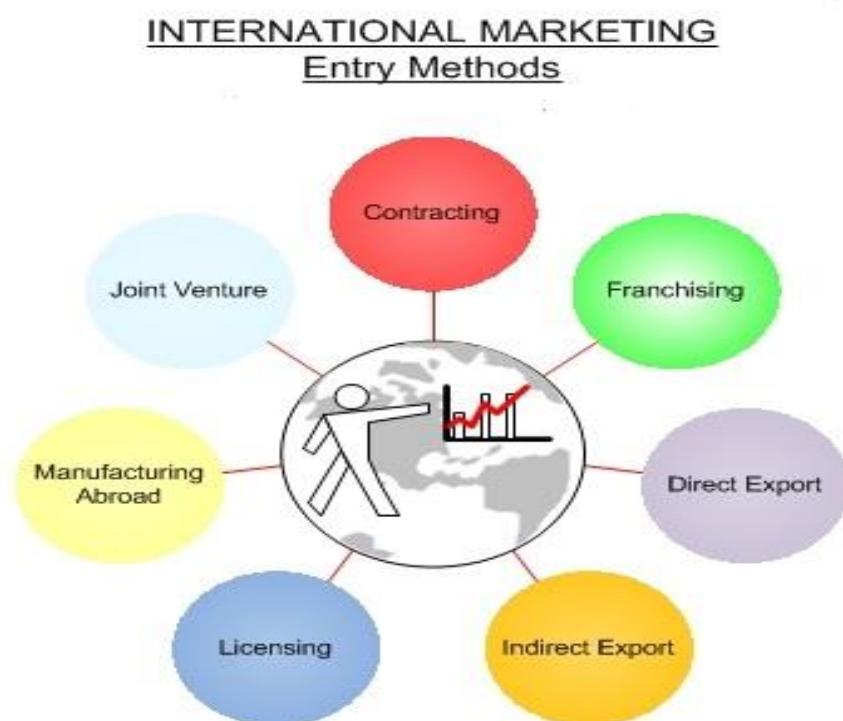 INTERNATIONAL MARKETING
Entry Methods
Contracting
Joint Venture
Franchising
Manufacturing
Abroad
Direct Export
Licensing
Indirect Export